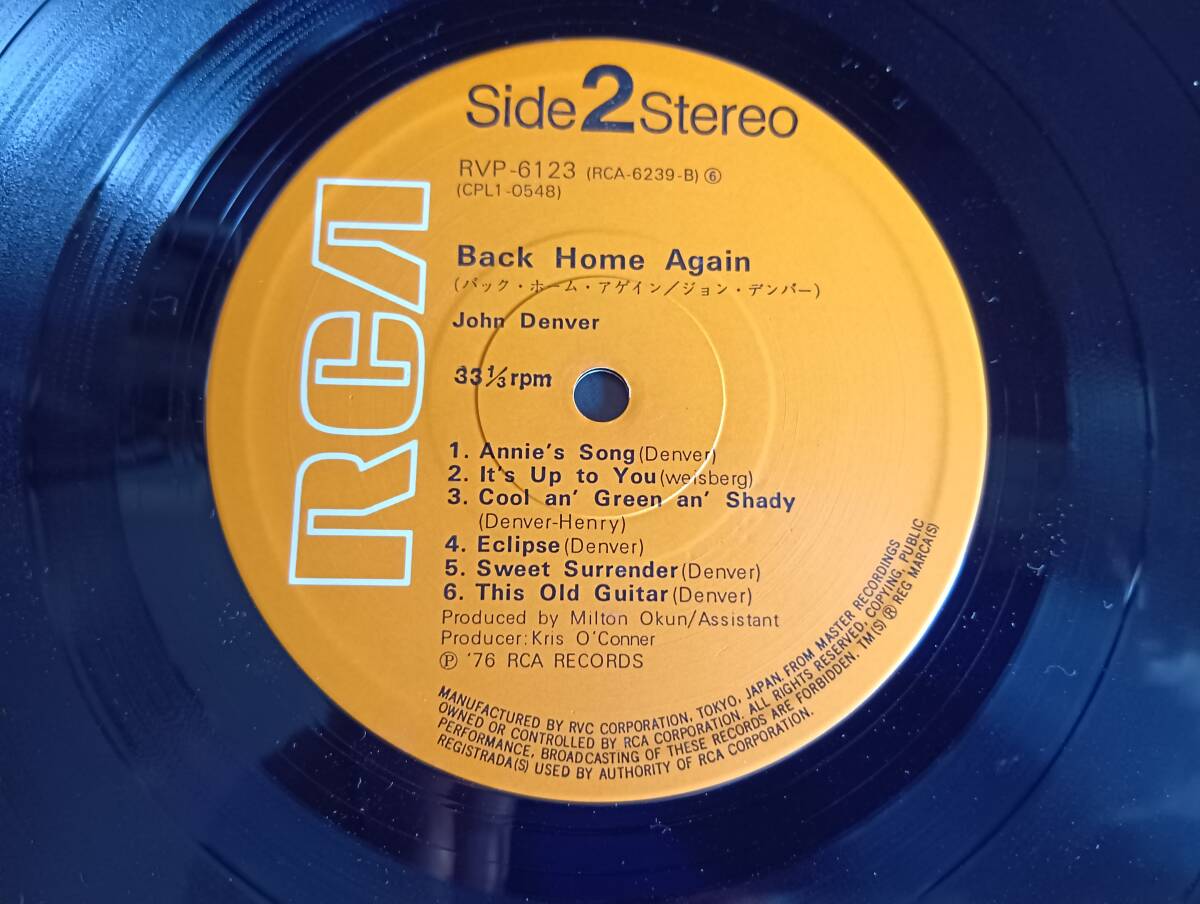 Side 2 Stereo
RVP-6123 (RCA-6239-B) ⑥
(CPL1-0548)
RCA
Back Home Again
(バック・ホーム・アゲイン/ジョン・デンバー)
John Denver
33 1/3 rpm
1. Annie's Song (Denver)
2. It's Up to You (weisberg)
3. Cool an' Green an' Shady
(Denver-Henry)
4. Eclipse (Denver)
5. Sweet Surrender (Denver)
6. This Old Guitar (Denver)
Produced by Milton Okun/Assistant
Producer: Kris O'Conner
Ⓟ '76 RCA RECORDS
MANUFACTURED BY RVC CORPORATION, TOKYO, JAPAN. FROM MASTER RECORDINGS
OWNED OR CONTROLLED BY RCA CORPORATION. ALL RIGHTS RESERVED, COPYING, PUBLIC
PERFORMANCE, BROADCASTING OF THESE RECORDS ARE FORBIDDEN. TM(S) ® REG MARCA(S)
REGISTRADA(S) USED BY AUTHORITY OF RCA CORPORATION.